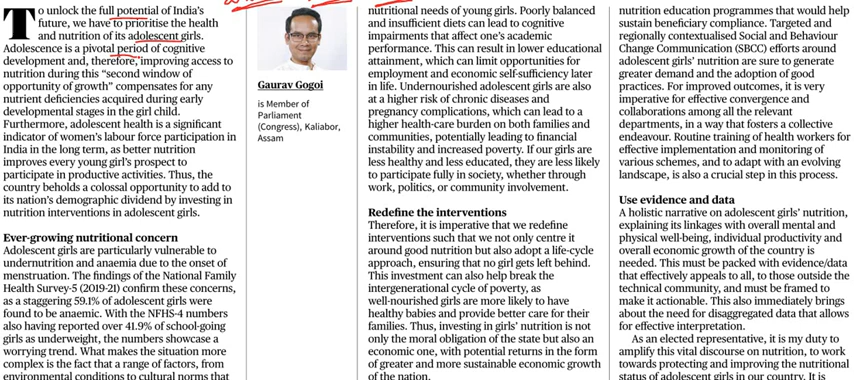 To unlock the full potential of India's
future, we have to prioritise the health
and nutrition of its adolescent girls.
Adolescence is a pivotal period of cognitive
development and, therefore, improving access to
nutrition during this "second window of
opportunity of growth" compensates for any
nutrient deficiencies acquired during early
developmental stages in the girl child.
Furthermore, adolescent health is a significant
indicator of women's labour force participation in
India in the long term, as better nutrition
improves every young girl's prospect to
participate in productive activities. Thus, the
country beholds a colossal opportunity to add to
its nation's demographic dividend by investing in
nutrition interventions in adolescent girls.
Ever-growing nutritional concern
Adolescent girls are particularly vulnerable to
undernutrition and anaemia due to the onset of
menstruation. The findings of the National Family
Health Survey-5 (2019-21) confirm these concerns,
as a staggering 59.1% of adolescent girls were
found to be anaemic. With the NFHS-4 numbers
also having reported over 41.9% of school-going
girls as underweight, the numbers showcase a
worrying trend. What makes the situation more
complex is the fact that a range of factors, from
environmental conditions to cultural norms that
Gaurav Gogoi
is Member of
Parliament
(Congress), Kaliabor,
Assam
nutritional needs of young girls. Poorly balanced
and insufficient diets can lead to cognitive
impairments that affect one's academic
performance. This can result in lower educational
attainment, which can limit opportunities for
employment and economic self-sufficiency later
in life. Undernourished adolescent girls are also
at a higher risk of chronic diseases and
pregnancy complications, which can lead to a
higher health-care burden on both families and
communities, potentially leading to financial
instability and increased poverty. If our girls are
less healthy and less educated, they are less likely
to participate fully in society, whether through
work, politics, or community involvement.
Redefine the interventions
Therefore, it is imperative that we redefine
interventions such that we not only centre it
around good nutrition but also adopt a life-cycle
approach, ensuring that no girl gets left behind.
This investment can also help break the
intergenerational cycle of poverty, as
well-nourished girls are more likely to have
healthy babies and provide better care for their
families. Thus, investing in girls' nutrition is not
only the moral obligation of the state but also an
economic one, with potential returns in the form
of greater and more sustainable economic growth
of the nation.
nutrition education programmes that would help
sustain beneficiary compliance. Targeted and
regionally contextualised Social and Behaviour
Change Communication (SBCC) efforts around
adolescent girls' nutrition are sure to generate
greater demand and the adoption of good
practices. For improved outcomes, it is very
imperative for effective convergence and
collaborations among all the relevant
departments, in a way that fosters a collective
endeavour. Routine training of health workers for
effective implementation and monitoring of
various schemes, and to adapt with an evolving
landscape, is also a crucial step in this process.
Use evidence and data
A holistic narrative on adolescent girls' nutrition,
explaining its linkages with overall mental and
physical well-being, individual productivity and
overall economic growth of the country is
needed. This must be packed with evidence/data
that effectively appeals to all, to those outside the
technical community, and must be framed to
make it actionable. This also immediately brings
about the need for disaggregated data that allows
for effective interpretation.
As an elected representative, it is my duty to
amplify this vital discourse on nutrition, to work
towards protecting and improving the nutritional
status of adolescent girls in our country. It is